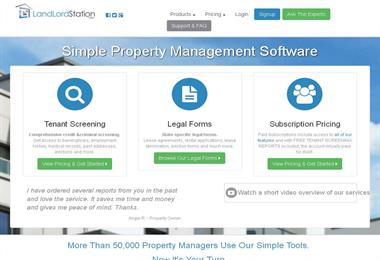 LandLordStation
Products
Pricing
Log In
Signup
Ask The Experts
Support & FAQ
Simple Property Management Software
Tenant Screening
Comprehensive credit & criminal screening.
Get access to bankruptcies, employment
history, medical records, past addresses,
evictions and more.
View Pricing & Get Started
Legal Forms
State specific legal forms.
Lease agreements, rental applications, lease
termination, eviction forms and much more.
Browse Our Legal Forms
Subscription Pricing
Paid Subscriptions include access to all of our
features and with FREE TENANT SCREENING
REPORTS included, the account virtually pays for
itself.
View Pricing & Get Started
I have ordered several reports from you in the past
and love the service. It saves me time and money
and gives me peace of mind. Thanks.
Angie R. - Property Owner
Watch a short video overview of our services
More Than 50,000 Property Managers Use Our Simple Tools.
Now It's Your Turn.